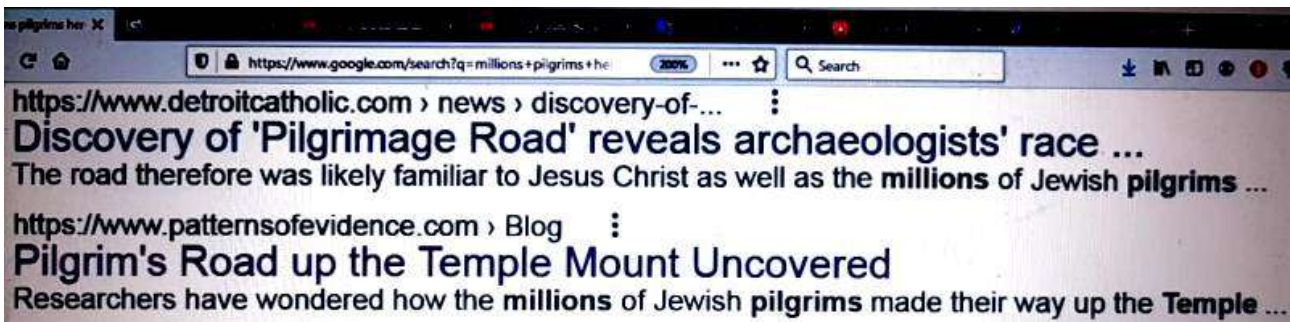 ns pilgrims her
https://www.google.com/search?q=millions+pilgrims+he 200% Search
https://www.detroitcatholic.com › news › discovery-of-...
Discovery of 'Pilgrimage Road' reveals archaeologists' race ...
The road therefore was likely familiar to Jesus Christ as well as the millions of Jewish pilgrims ...
https://www.patternsofevidence.com › Blog
Pilgrim's Road up the Temple Mount Uncovered
Researchers have wondered how the millions of Jewish pilgrims made their way up the Temple ...